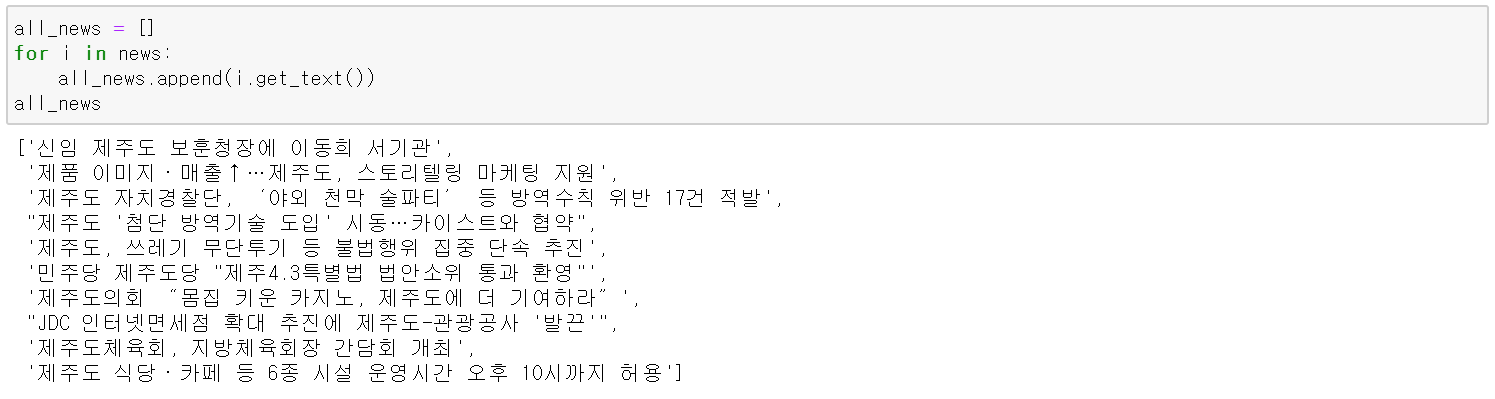 all_news = []
for i in news:
    all_news.append(i.get_text())
all_news
['신임 제주도 보훈청장에 이동희 서기관',
 '제품 이미지·매출↑…제주도, 스토리텔링 마케팅 지원',
 '제주도 자치경찰단, ‘야외 천막 술파티’ 등 방역수칙 위반 17건 적발',
 "제주도 '첨단 방역기술 도입' 시동…카이스트와 협약",
 '제주도, 쓰레기 무단투기 등 불법행위 집중 단속 추진',
 '민주당 제주도당 "제주4.3특별법 법안소위 통과 환영"',
 '제주도의회 “몸집 키운 카지노, 제주도에 더 기여하라”',
 "JDC 인터넷면세점 확대 추진에 제주도-관광공사 '발끈'",
 '제주도체육회, 지방체육회장 간담회 개최',
 '제주도 식당·카페 등 6종 시설 운영시간 오후 10시까지 허용']